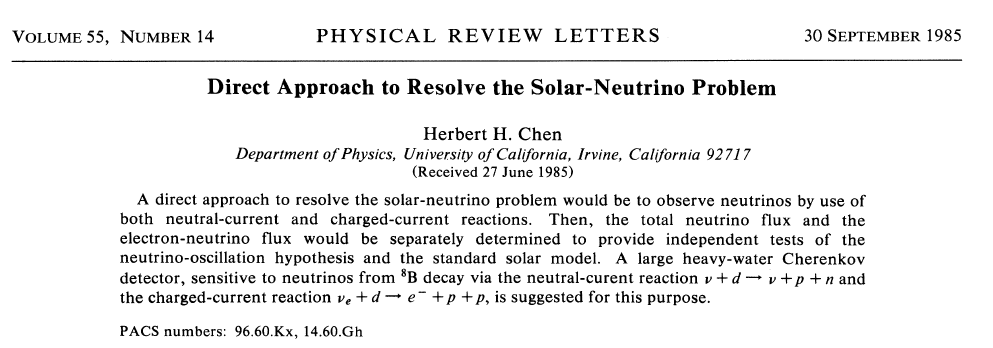 VOLUME 55, NUMBER 14 PHYSICAL REVIEW LETTERS 30 SEPTEMBER 1985
Direct Approach to Resolve the Solar-Neutrino Problem
Herbert H. Chen
Department of Physics, University of California, Irvine, California 92717
(Received 27 June 1985)
A direct approach to resolve the solar-neutrino problem would be to observe neutrinos by use of
both neutral-current and charged-current reactions. Then, the total neutrino flux and the
electron-neutrino flux would be separately determined to provide independent tests of the
neutrino-oscillation hypothesis and the standard solar model. A large heavy-water Cherenkov
detector, sensitive to neutrinos from ⁸B decay via the neutral-curent reaction ν + d → ν + p + n and
the charged-current reaction νₑ + d → e⁻ + p + p, is suggested for this purpose.
PACS numbers: 96.60.Kx, 14.60.Gh